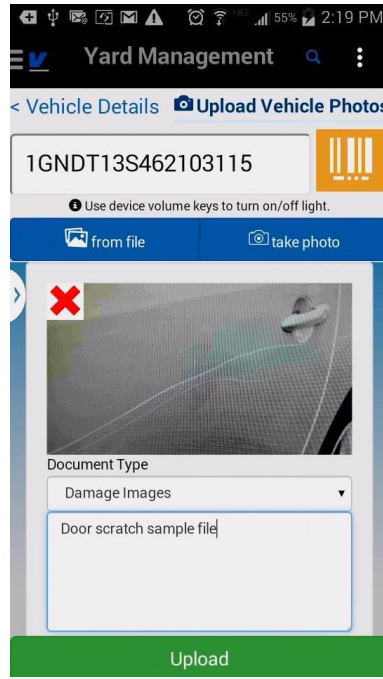 55% 2:19 PM
Yard Management
< Vehicle Details Upload Vehicle Photos
1GNDT13S462103115
Use device volume keys to turn on/off light.
from file take photo
Document Type
Damage Images
Door scratch sample file
Upload